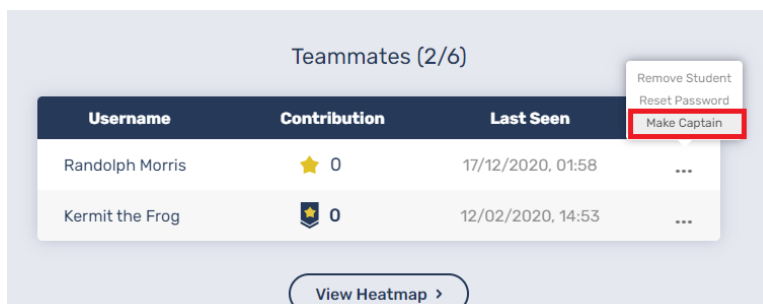 Teammates (2/6)
Remove Student
Reset Password
Make Captain
Username Contribution Last Seen
Randolph Morris 0 17/12/2020, 01:58 ...
Kermit the Frog 0 12/02/2020, 14:53 ...
View Heatmap >